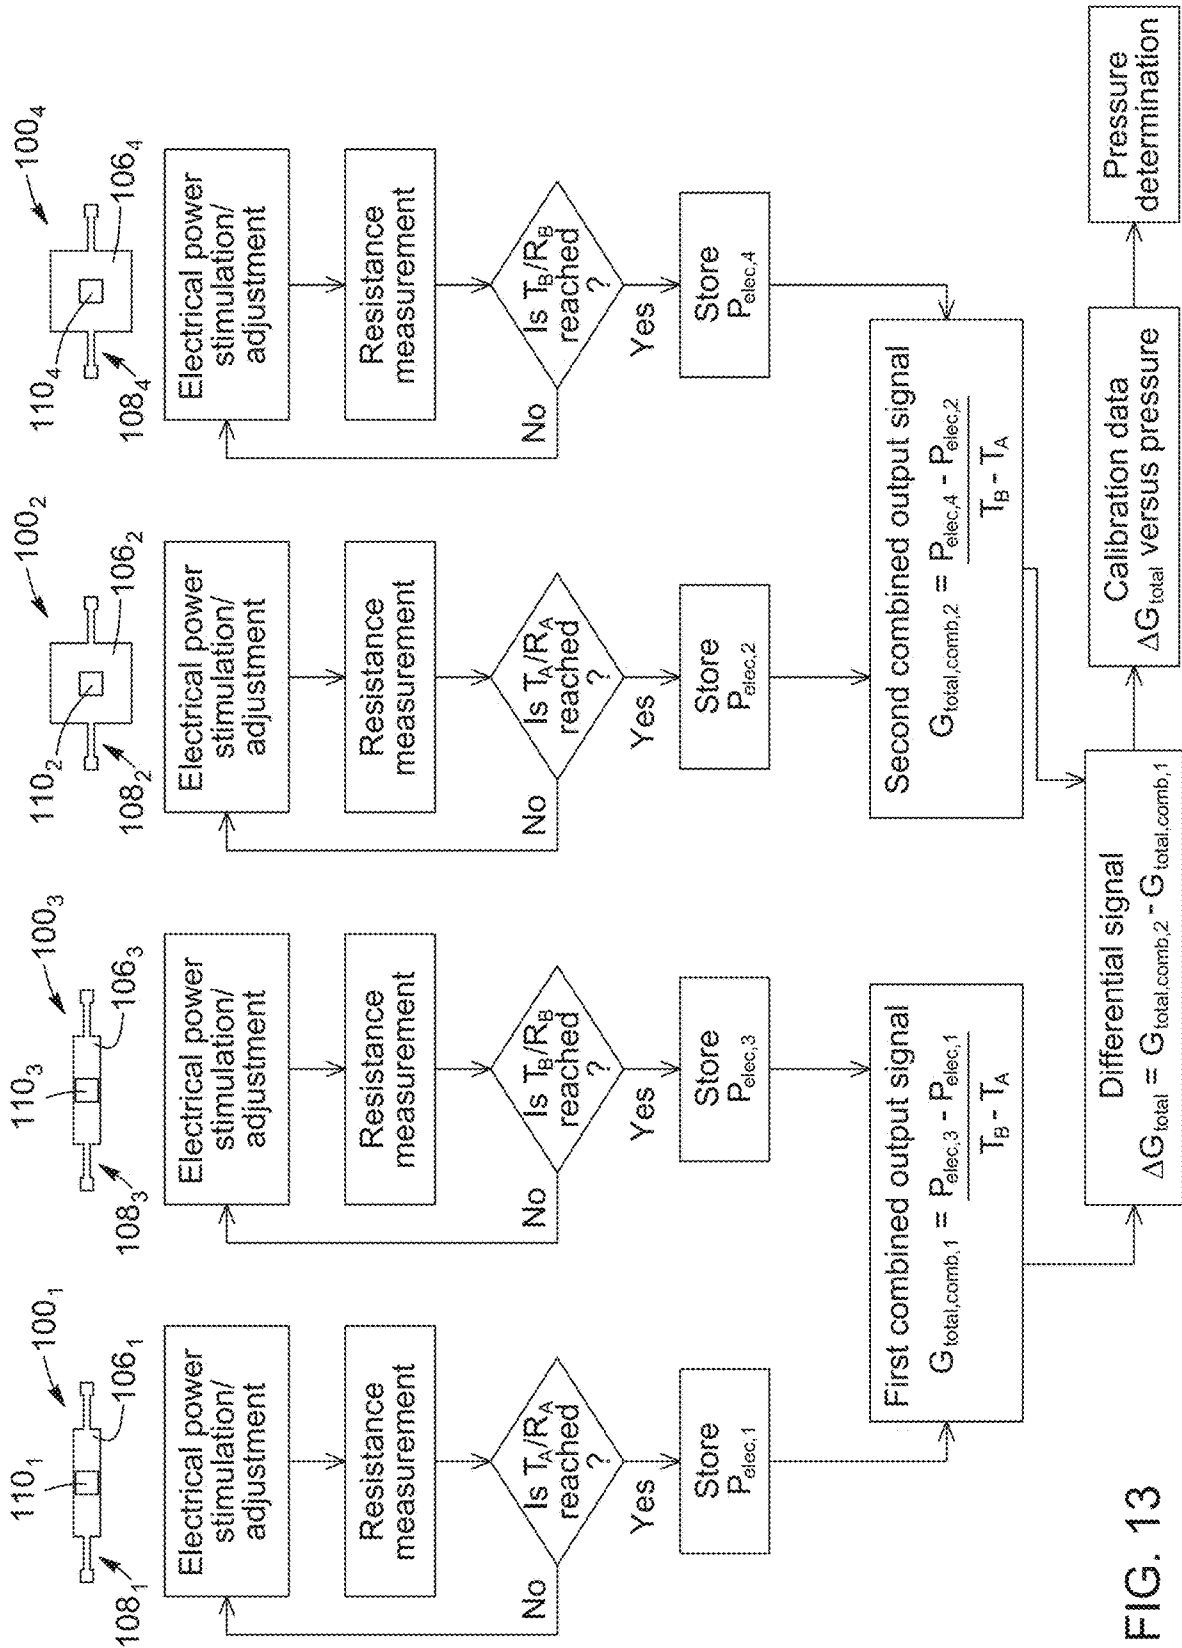 110₁
100₁
108₁
106₁
Electrical power
stimulation/
adjustment
Resistance
measurement
Is T_A/R_A
reached
?
No
Yes
Store
P_elec,1
110₃
100₃
108₃
106₃
Electrical power
stimulation/
adjustment
Resistance
measurement
Is T_B/R_B
reached
?
No
Yes
Store
P_elec,3
110₂
100₂
108₂
106₂
Electrical power
stimulation/
adjustment
Resistance
measurement
Is T_A/R_A
reached
?
No
Yes
Store
P_elec,2
110₄
100₄
108₄
106₄
Electrical power
stimulation/
adjustment
Resistance
measurement
Is T_B/R_B
reached
?
No
Yes
Store
P_elec,4
First combined output signal
G_total,comb,1 = P_elec,3 - P_elec,1
T_B - T_A
Second combined output signal
G_total,comb,2 = P_elec,4 - P_elec,2
T_B - T_A
Differential signal
ΔG_total = G_total,comb,2 - G_total,comb,1
Calibration data
ΔG_total versus pressure
Pressure
determination
FIG. 13